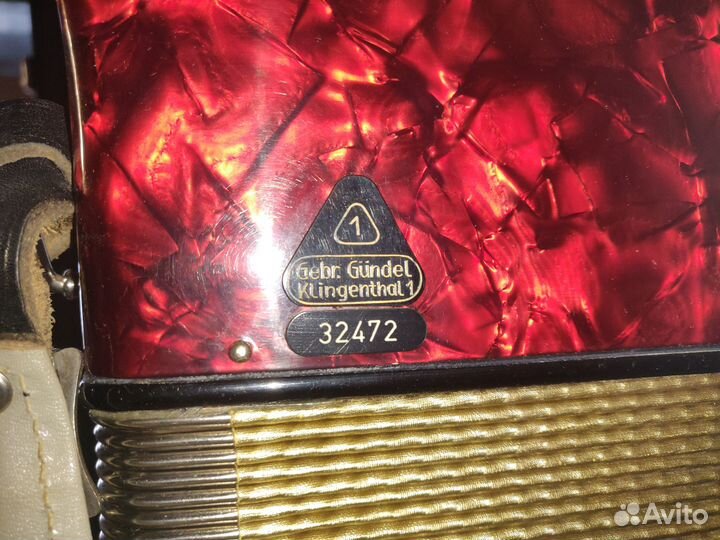 1
Gebr. Gündel
Klingenthal 1
32472
Avito